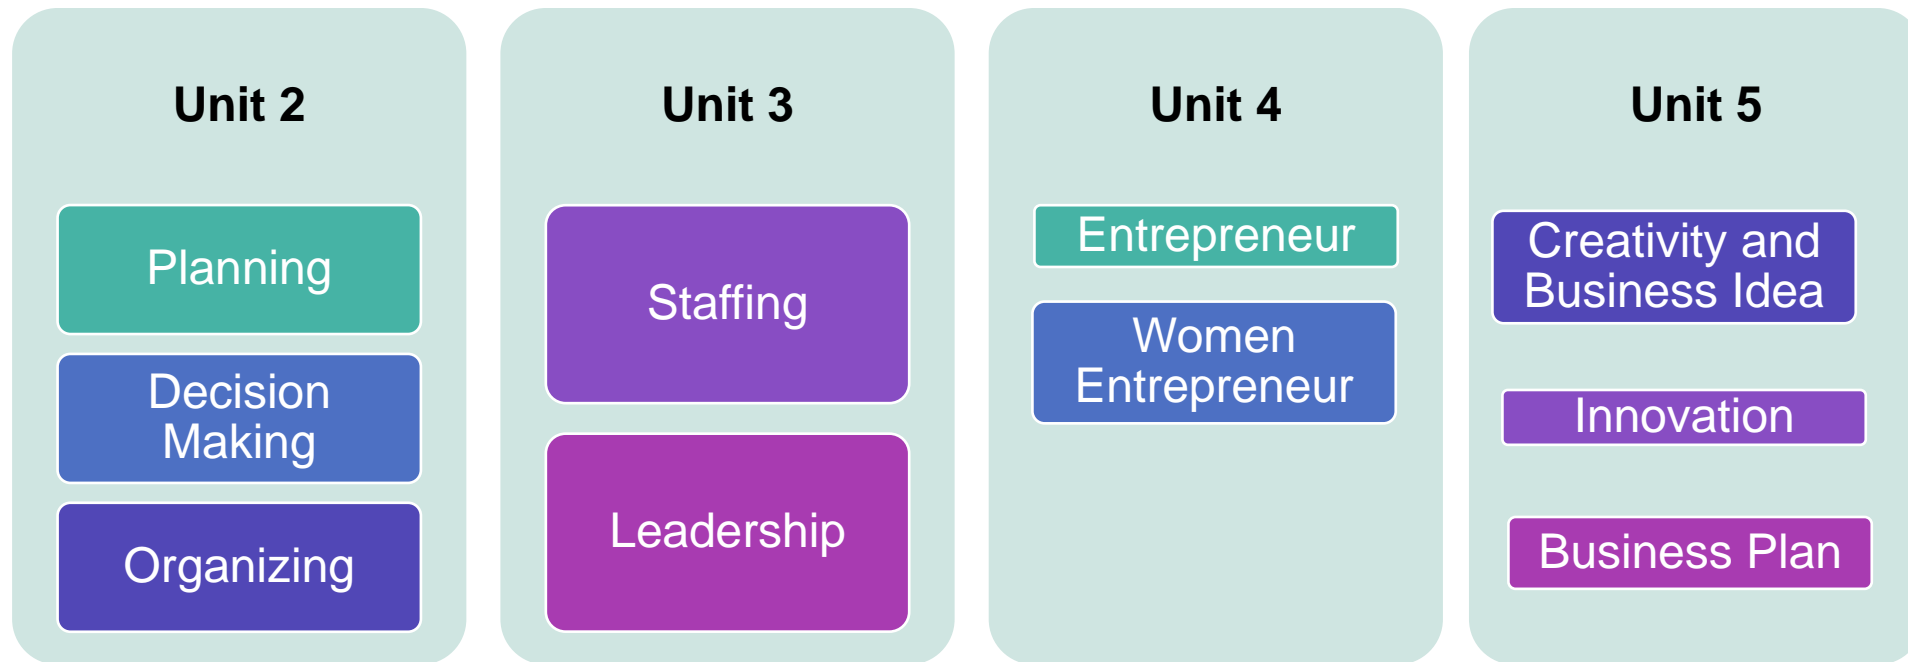 Unit 2
Planning
Decision
Making
Organizing
Unit 3
Staffing
Leadership
Unit 4
Entrepreneur
Women
Entrepreneur
Unit 5
Creativity and
Business Idea
Innovation
Business Plan